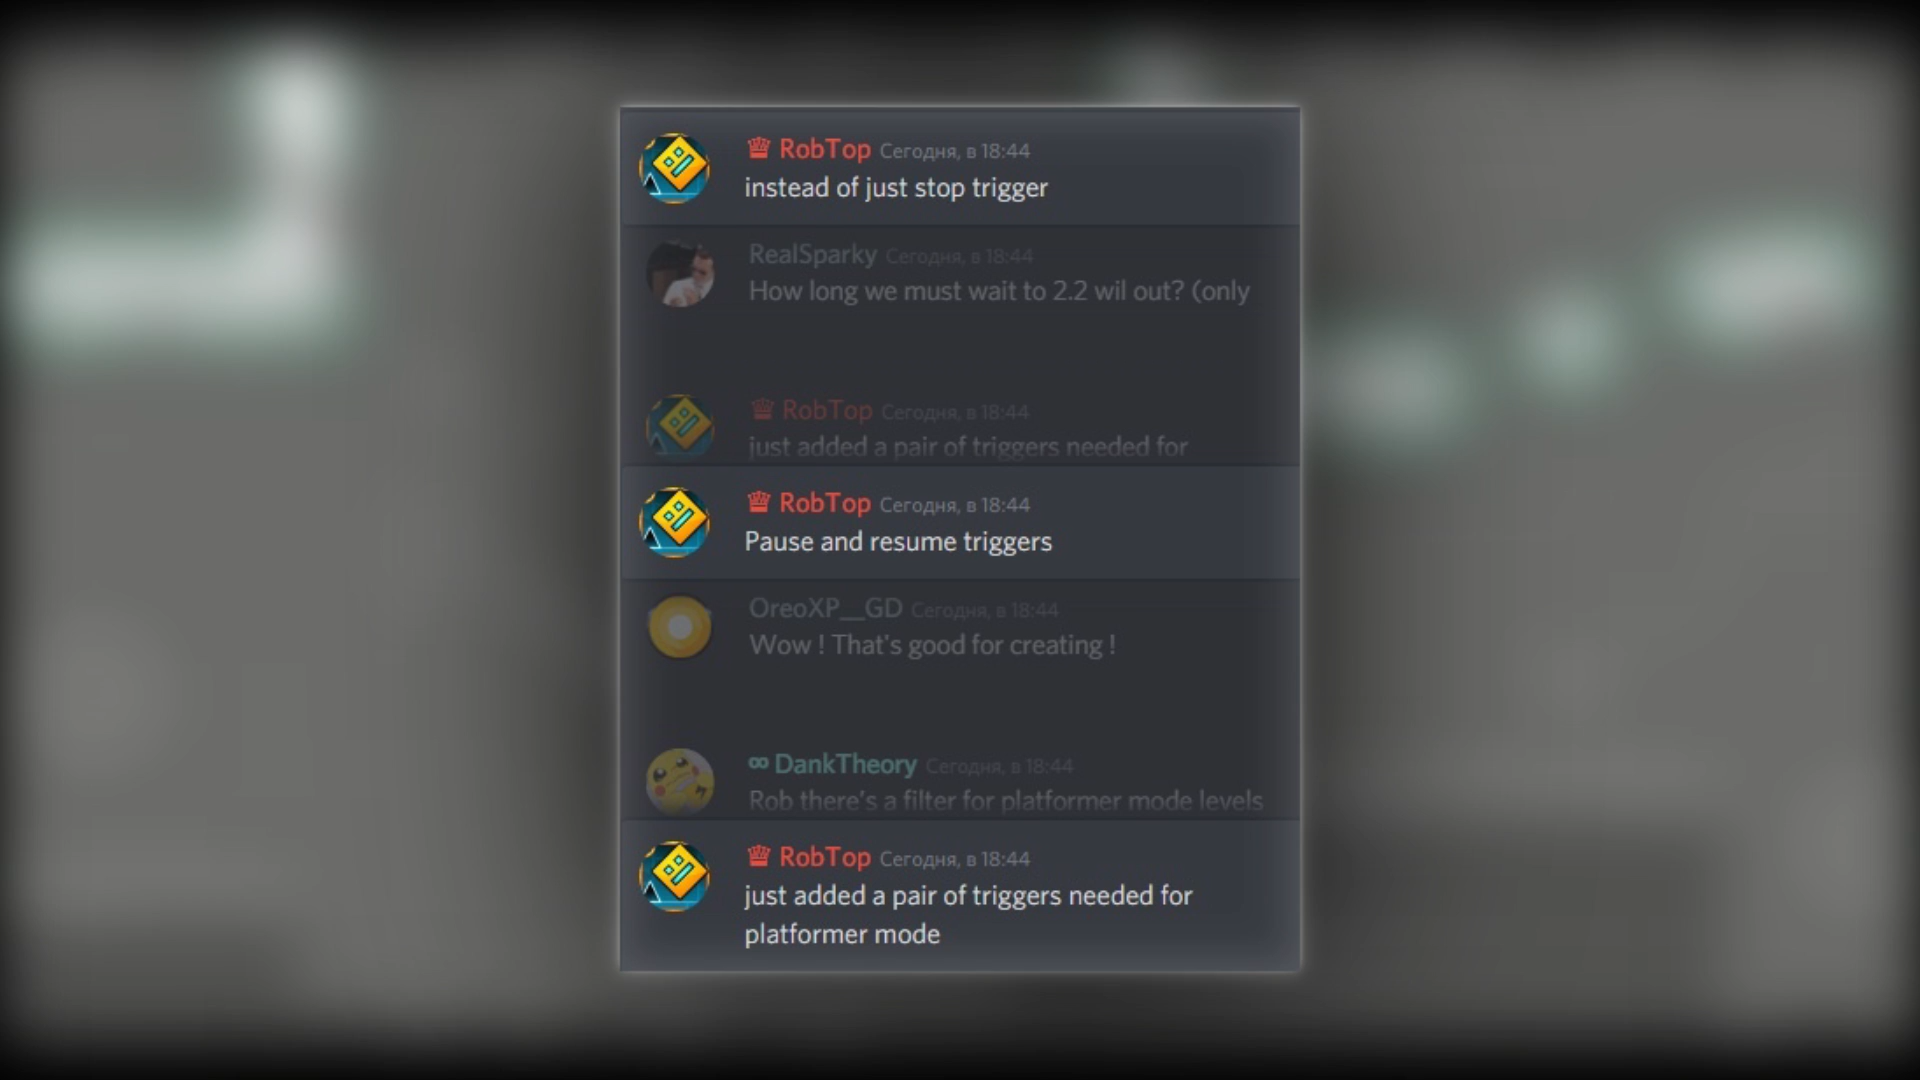 RobTop Сегодня, в 18:44
instead of just stop trigger
RealSparky Сегодня, в 18:44
How long we must wait to 2.2 wil out? (only
RobTop Сегодня, в 18:44
just added a pair of triggers needed for
RobTop Сегодня, в 18:44
Pause and resume triggers
OreoXP__GD Сегодня, в 18:44
Wow ! That's good for creating !
∞ DankTheory Сегодня, в 18:44
Rob there's a filter for platformer mode levels
RobTop Сегодня, в 18:44
just added a pair of triggers needed for
platformer mode